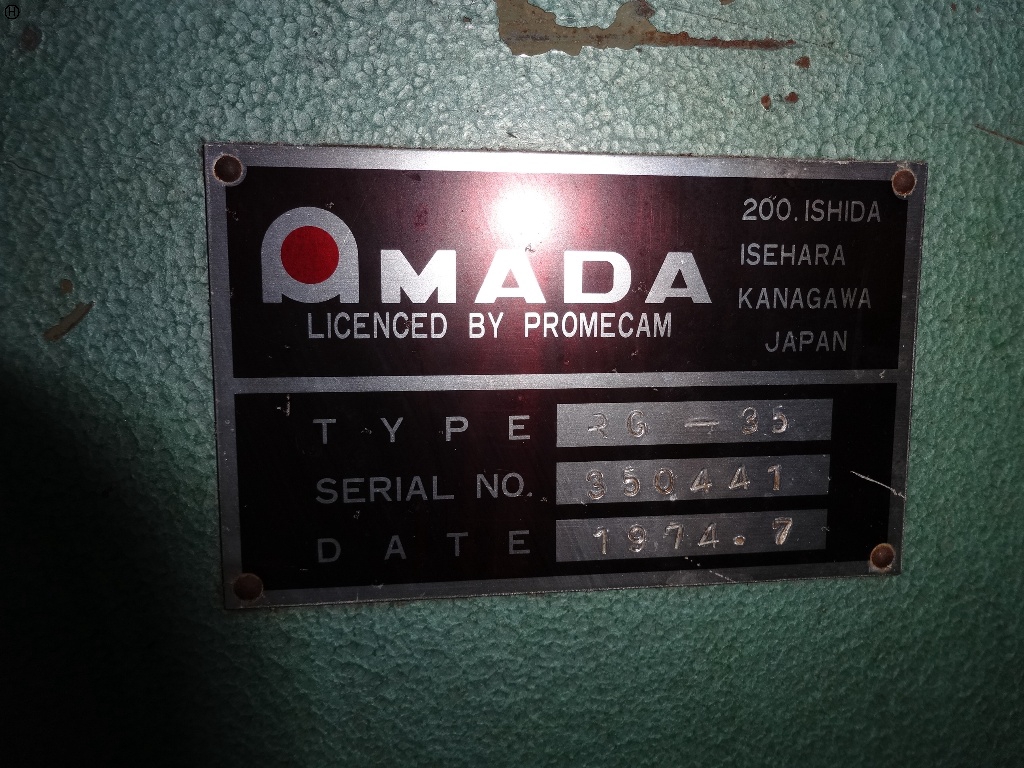 H
AMADA
LICENCED BY PROMECAM
200. ISHIDA
ISEHARA
KANAGAWA
JAPAN
TYPE RG-35
SERIAL NO. 350441
DATE 1974.7